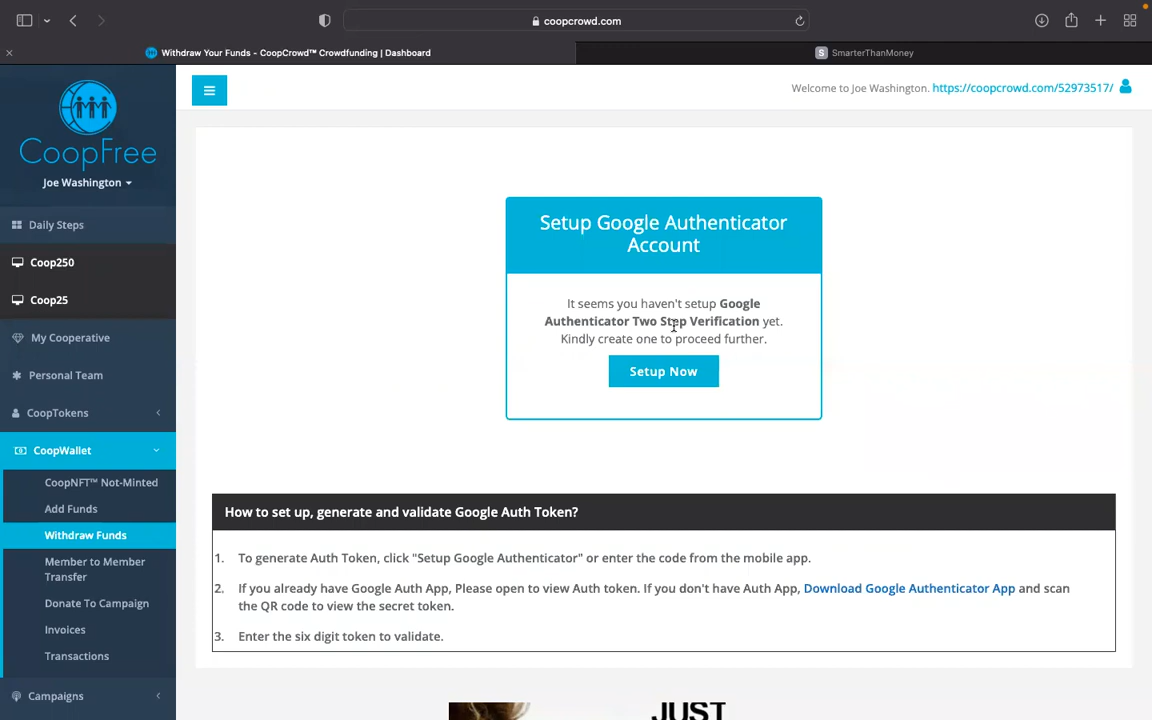 coopcrowd.com
Withdraw Your Funds - CoopCrowd™ Crowdfunding | Dashboard
S SmarterThanMoney
Welcome to Joe Washington. https://coopcrowd.com/52973517/
CoopFree
Joe Washington
Daily Steps
Coop250
Coop25
My Cooperative
Personal Team
CoopTokens
CoopWallet
CoopNFT™ Not-Minted
Add Funds
Withdraw Funds
Member to Member
Transfer
Donate To Campaign
Invoices
Transactions
Campaigns
Setup Google Authenticator
Account
It seems you haven't setup Google
Authenticator Two Step Verification yet.
Kindly create one to proceed further.
Setup Now
How to set up, generate and validate Google Auth Token?
1. To generate Auth Token, click "Setup Google Authenticator" or enter the code from the mobile app.
2. If you already have Google Auth App, Please open to view Auth token. If you don't have Auth App, Download Google Authenticator App and scan
the QR code to view the secret token.
3. Enter the six digit token to validate.
JUST